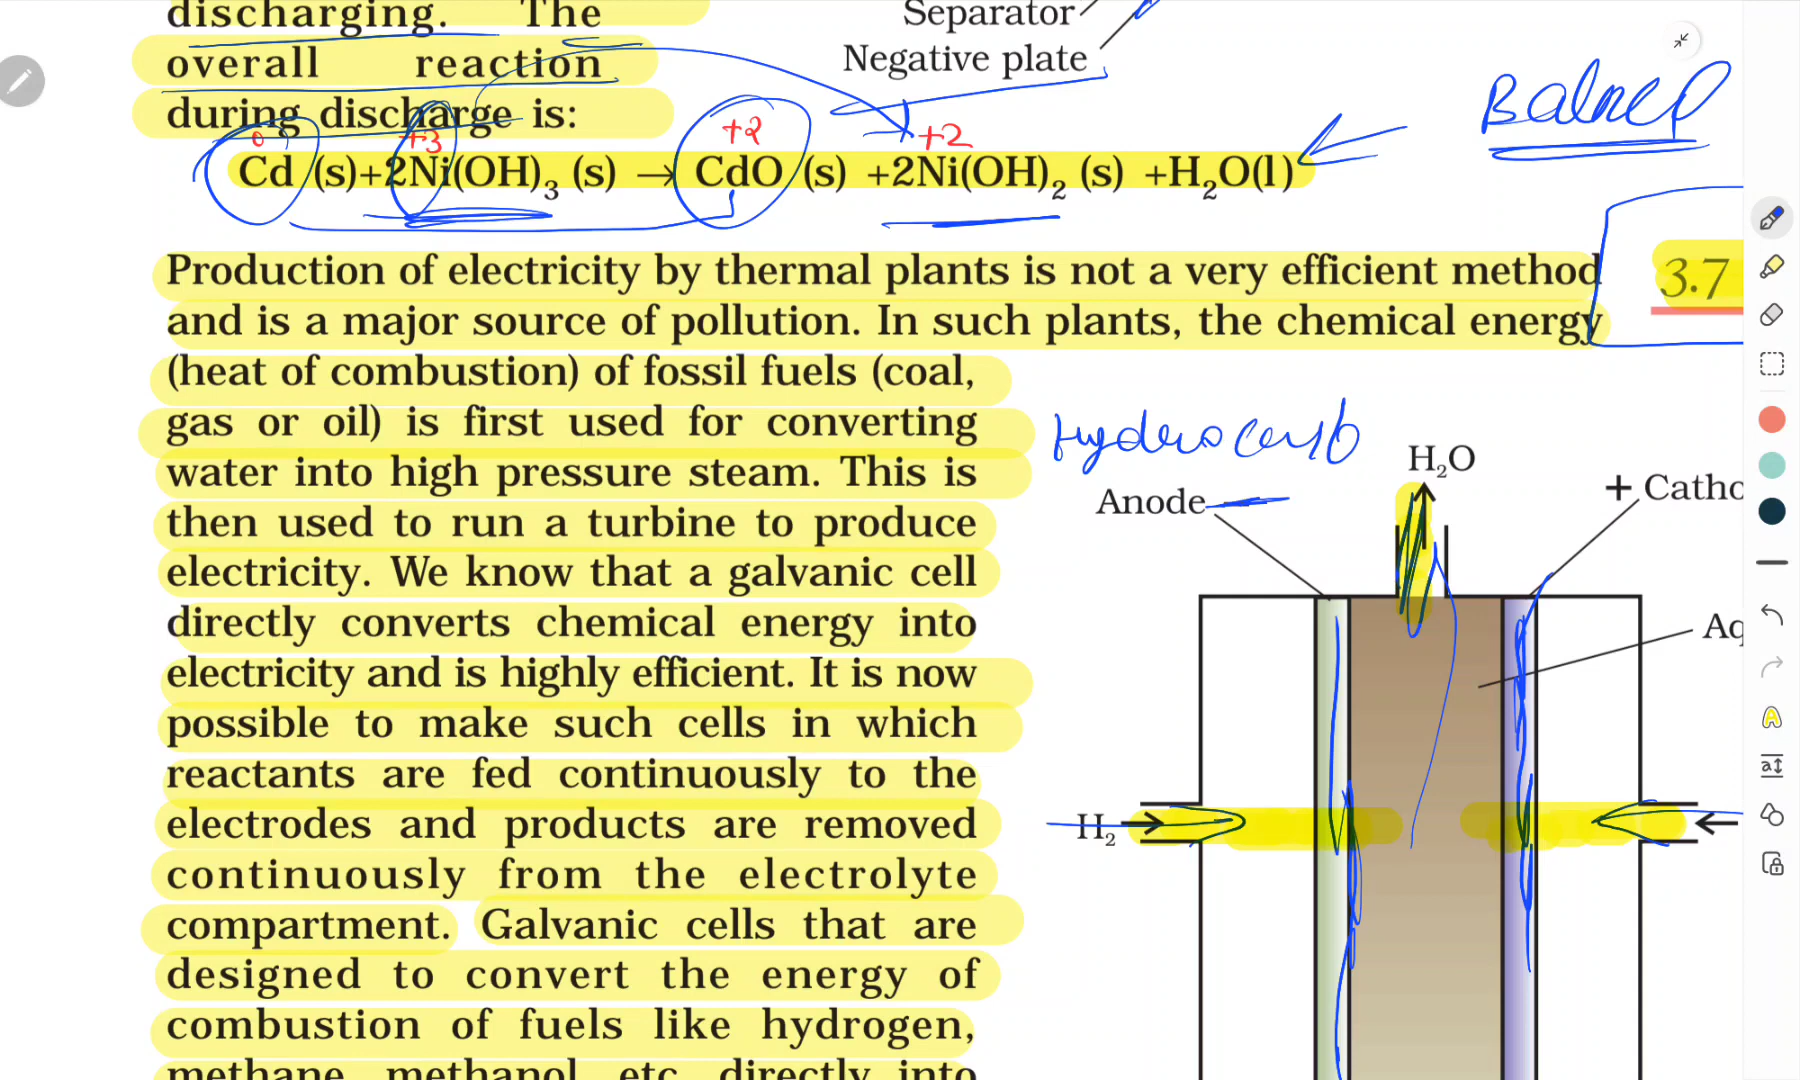 discharging. The
overall reaction
during discharge is:
Separator
Negative plate
Balned
0 +3 +2 +2
Cd (s)+2Ni(OH)₃ (s) → CdO (s) +2Ni(OH)₂ (s) +H₂O(l)
Production of electricity by thermal plants is not a very efficient method
and is a major source of pollution. In such plants, the chemical energy
(heat of combustion) of fossil fuels (coal,
gas or oil) is first used for converting
water into high pressure steam. This is
then used to run a turbine to produce
electricity. We know that a galvanic cell
directly converts chemical energy into
electricity and is highly efficient. It is now
possible to make such cells in which
reactants are fed continuously to the
electrodes and products are removed
continuously from the electrolyte
compartment. Galvanic cells that are
designed to convert the energy of
combustion of fuels like hydrogen,
methane, methanol, etc. directly into
3.7
H₂O
Anode
+ Catho
Aq
H₂